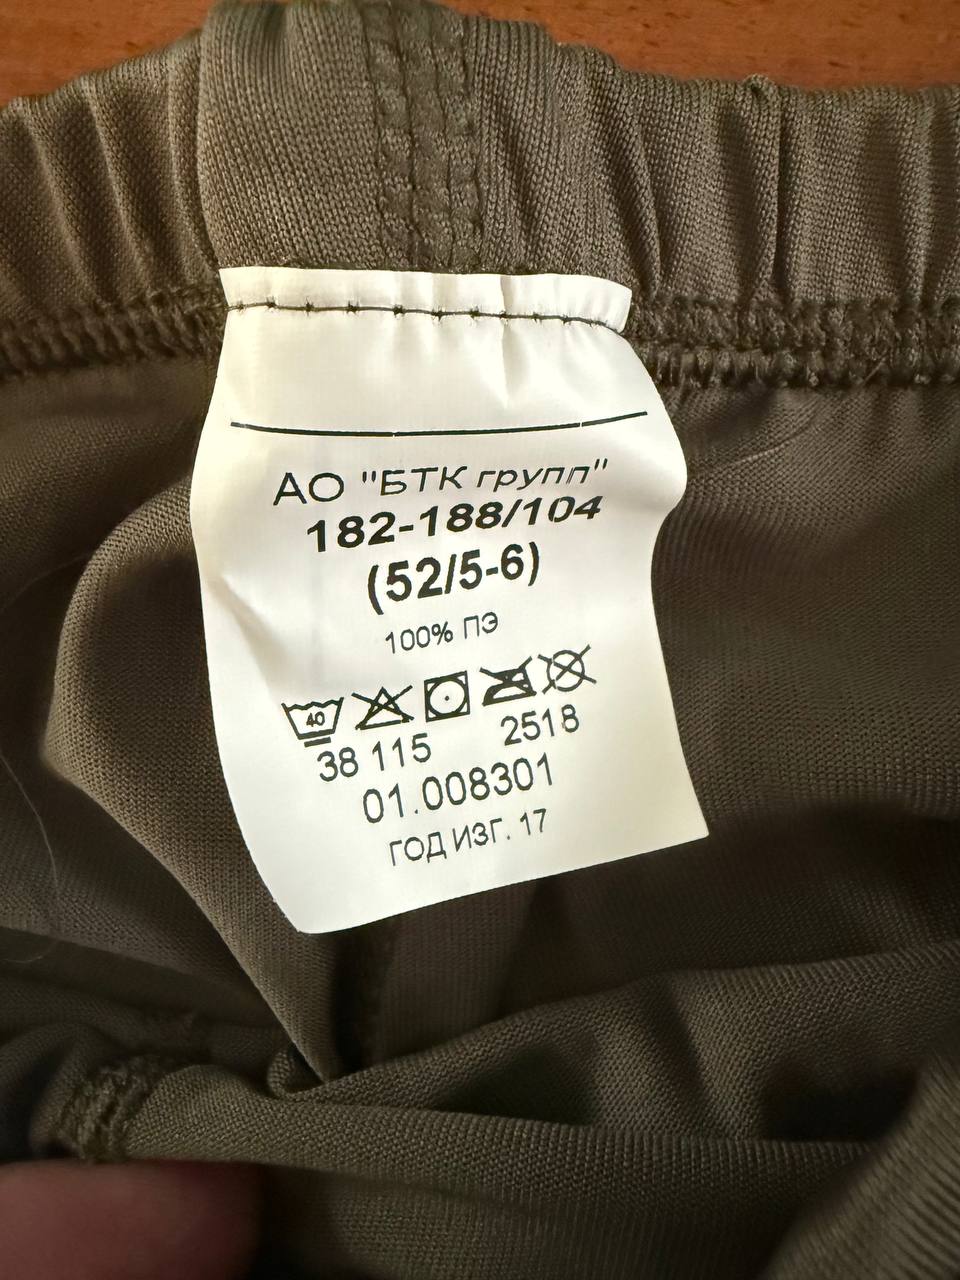 АО "БТК групп"
182-188/104
(52/5-6)
100% ПЭ
40
38 115 2518
01.008301
ГОД ИЗГ. 17